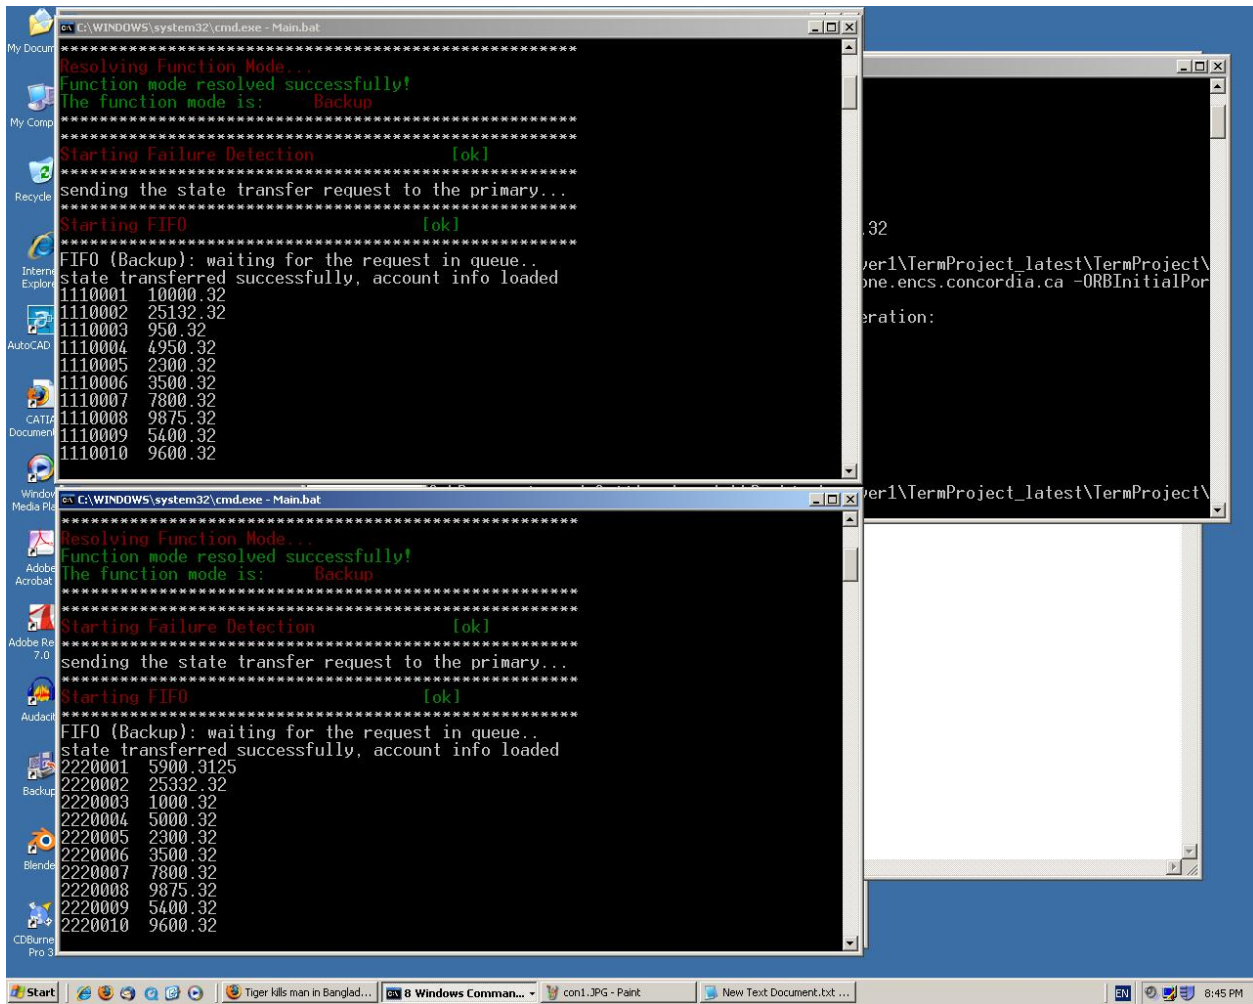 C:\WINDOWS\system32\cmd.exe - Main.bat
*****************************************************
Resolving Function Mode...
Function mode resolved successfully!
The function mode is: Backup
*****************************************************
*****************************************************
Starting Failure Detection [ok]
*****************************************************
sending the state transfer request to the primary...
*****************************************************
Starting FIFO [ok]
*****************************************************
FIFO (Backup): waiting for the request in queue..
state transferred successfully, account info loaded
1110001 10000.32
1110002 25132.32
1110003 950.32
1110004 4950.32
1110005 2300.32
1110006 3500.32
1110007 7800.32
1110008 9875.32
1110009 5400.32
1110010 9600.32
C:\WINDOWS\system32\cmd.exe - Main.bat
*****************************************************
Resolving Function Mode...
Function mode resolved successfully!
The function mode is: Backup
*****************************************************
*****************************************************
Starting Failure Detection [ok]
*****************************************************
sending the state transfer request to the primary...
*****************************************************
Starting FIFO [ok]
*****************************************************
FIFO (Backup): waiting for the request in queue..
state transferred successfully, account info loaded
2220001 5900.3125
2220002 25332.32
2220003 1000.32
2220004 5000.32
2220005 2300.32
2220006 3500.32
2220007 7800.32
2220008 9875.32
2220009 5400.32
2220010 9600.32
.32
ver1\TermProject_latest\TermProject\
one.encs.concordia.ca -ORBInitialPor
eration:
ver1\TermProject_latest\TermProject\
My Docum
My Comp
Recycle
Interne
Explore
AutoCAD
CATIA
Document
Window
Media Pla
Adobe
Acrobat
Adobe Re
7.0
Audacit
Backup
Blende
CDBurne
Pro 3
Start
Tiger kills man in Banglad...
8 Windows Comman...
con1.JPG - Paint
New Text Document.txt ...
EN
8:45 PM